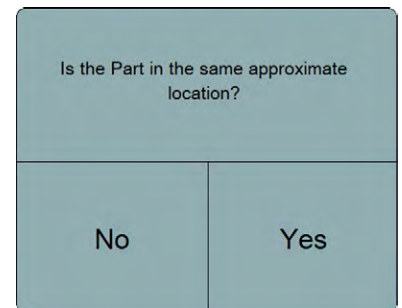 Is the Part in the same approximate
location?
No
Yes